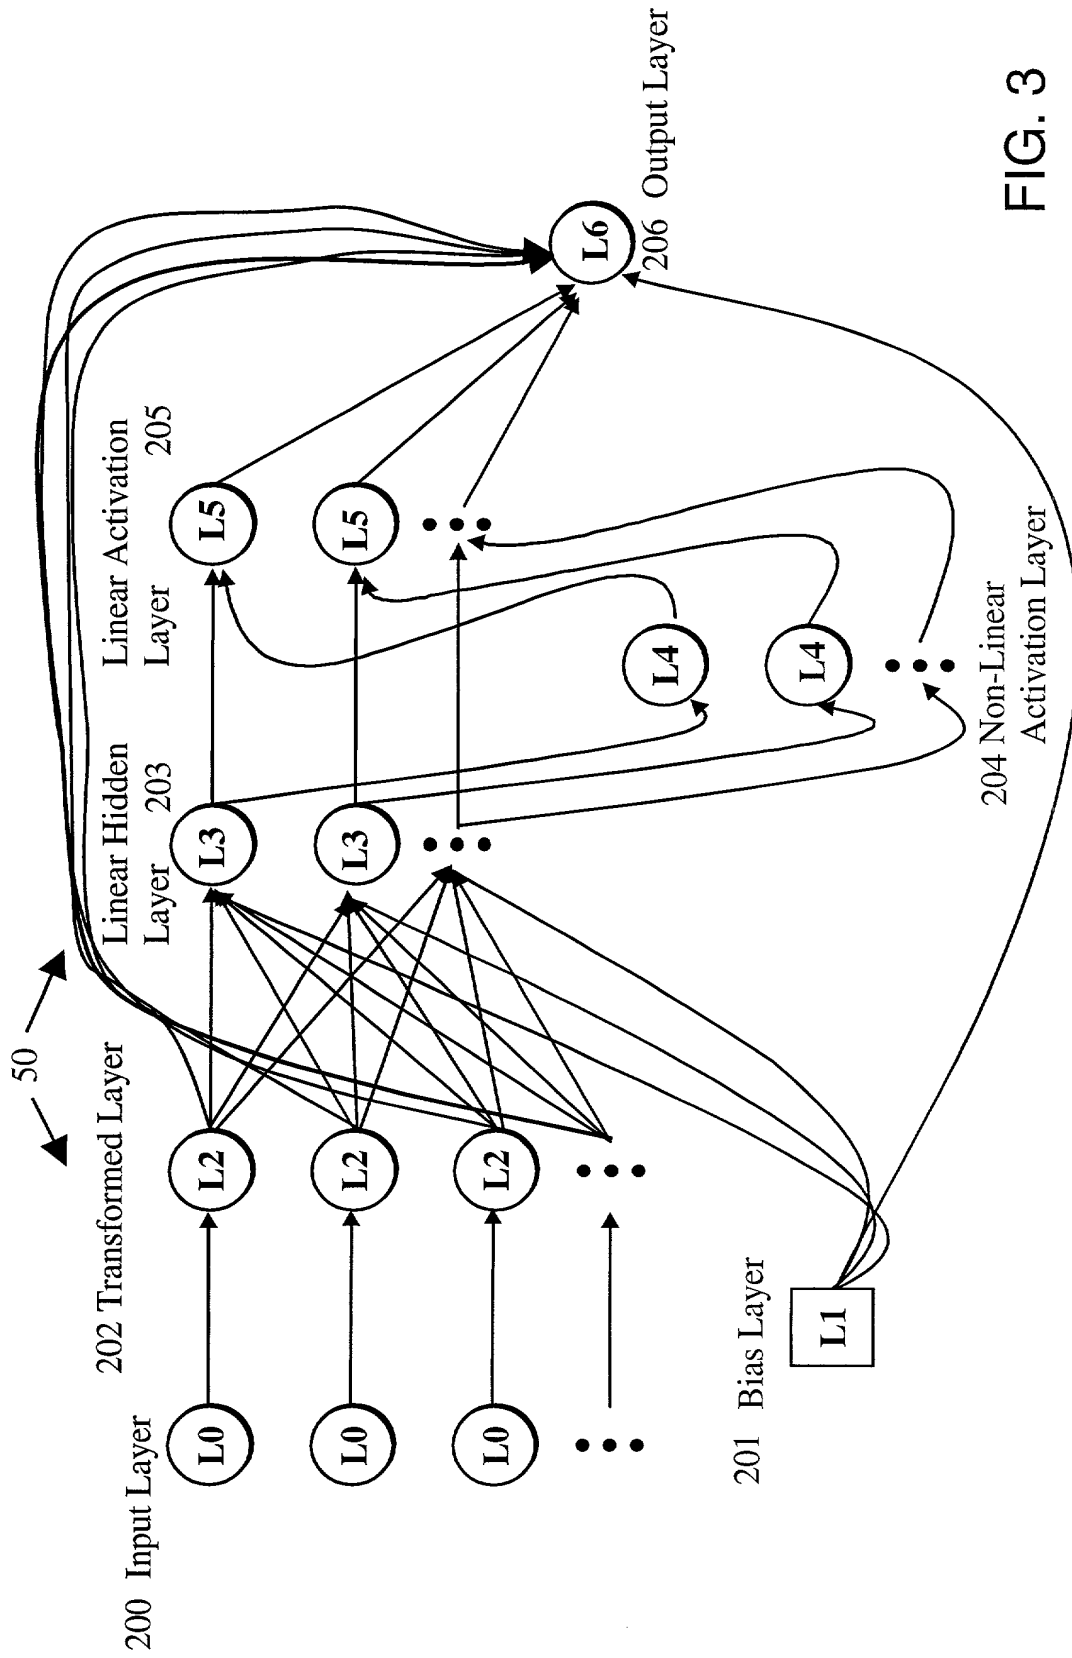 50
200 Input Layer
202 Transformed Layer
Linear Hidden
Layer 203
Linear Activation
Layer 205
L0
L2
L3
L5
L0
L2
L3
L5
L0
L2
L6
206 Output Layer
L4
L4
201 Bias Layer
L1
204 Non-Linear
Activation Layer
FIG. 3